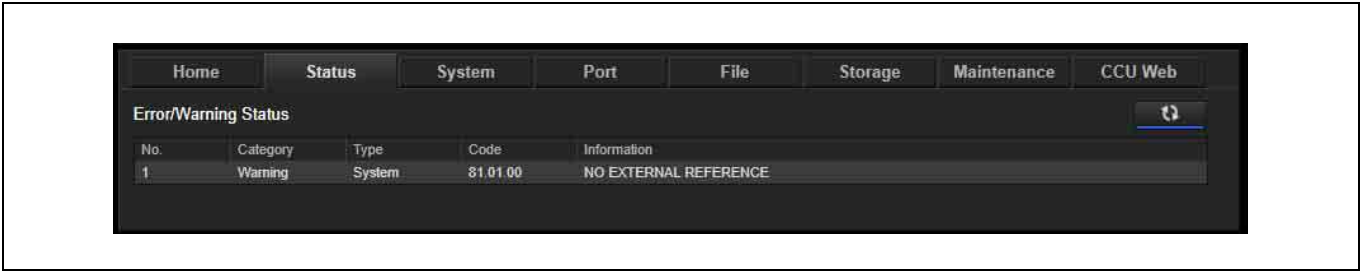 Home Status System Port File Storage Maintenance CCU Web
Error/Warning Status
No. Category Type Code Information
1 Warning System 81.01.00 NO EXTERNAL REFERENCE